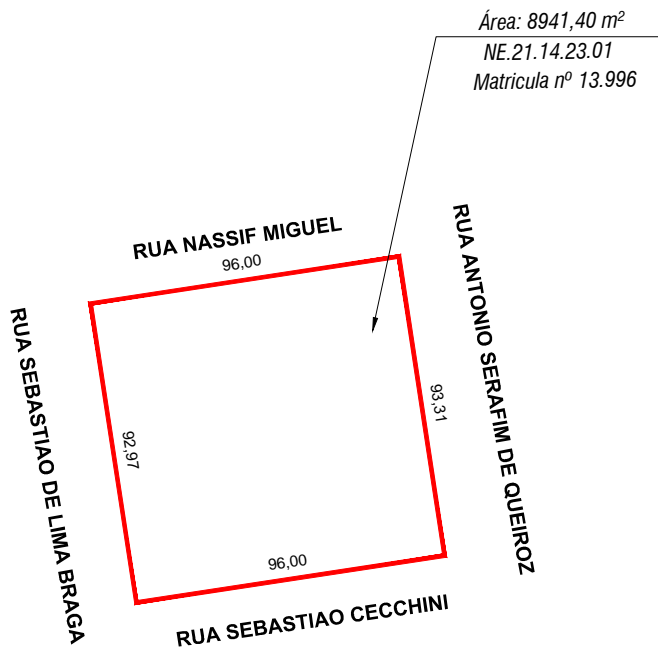 Área: 8941,40 m²
NE.21.14.23.01
Matricula nº 13.996
RUA NASSIF MIGUEL
96,00
RUA ANTONIO SERAFIM DE QUEIROZ
93,31
RUA SEBASTIAO DE LIMA BRAGA
92,97
96,00
RUA SEBASTIAO CECCHINI